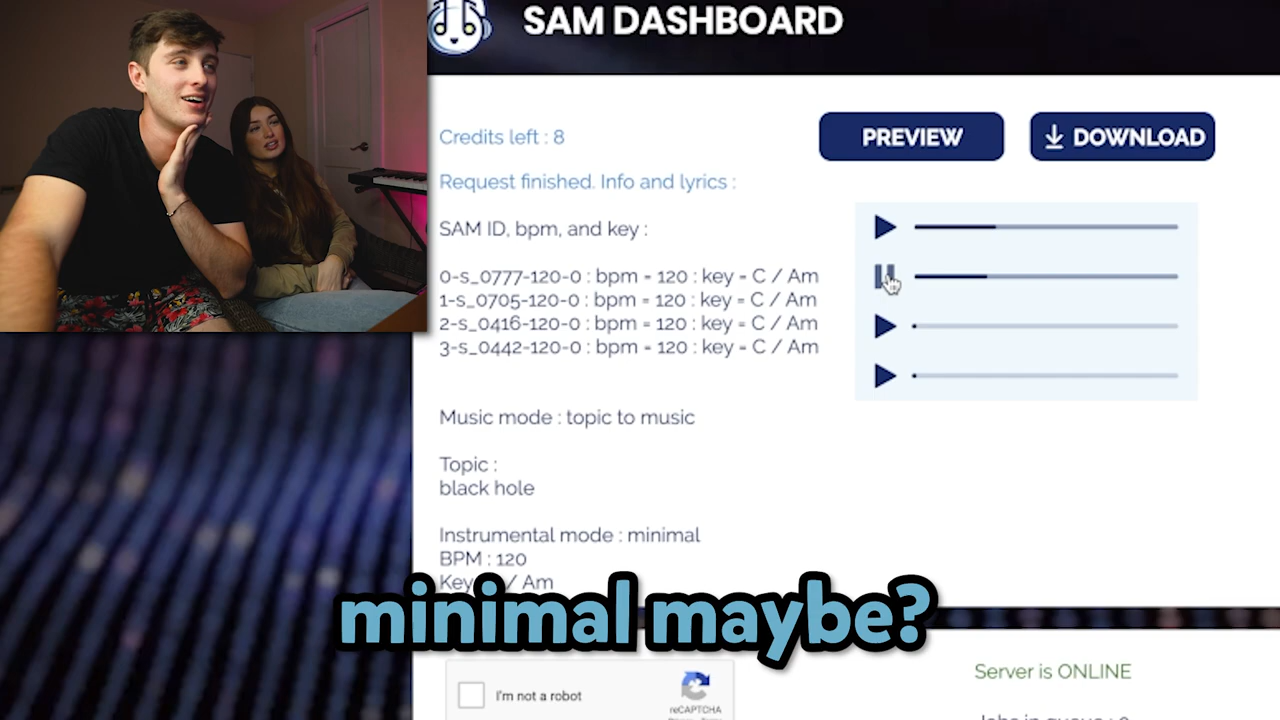 SAM DASHBOARD
Credits left : 8
PREVIEW
DOWNLOAD
Request finished. Info and lyrics :
SAM ID, bpm, and key :
0-s_0777-120-0 : bpm = 120 : key = C / Am
1-s_0705-120-0 : bpm = 120 : key = C / Am
2-s_0416-120-0 : bpm = 120 : key = C / Am
3-s_0442-120-0 : bpm = 120 : key = C / Am
Music mode : topic to music
Topic :
black hole
Instrumental mode : minimal
BPM : 120
Key / Am
minimal maybe?
I'm not a robot
reCAPTCHA
Server is ONLINE